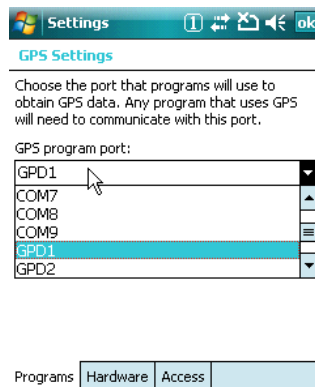 Settings
1
ok
GPS Settings
Choose the port that programs will use to
obtain GPS data. Any program that uses GPS
will need to communicate with this port.
GPS program port:
GPD1
COM7
COM8
COM9
GPD1
GPD2
Programs Hardware Access